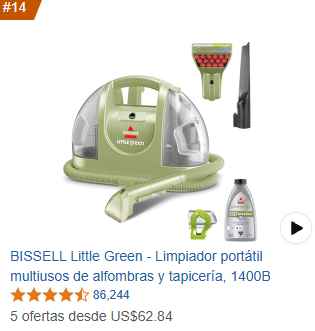 #14
BISSELL
little green
BISSELL Little Green - Limpiador portátil
multiusos de alfombras y tapicería, 1400B
86,244
5 ofertas desde US$62.84